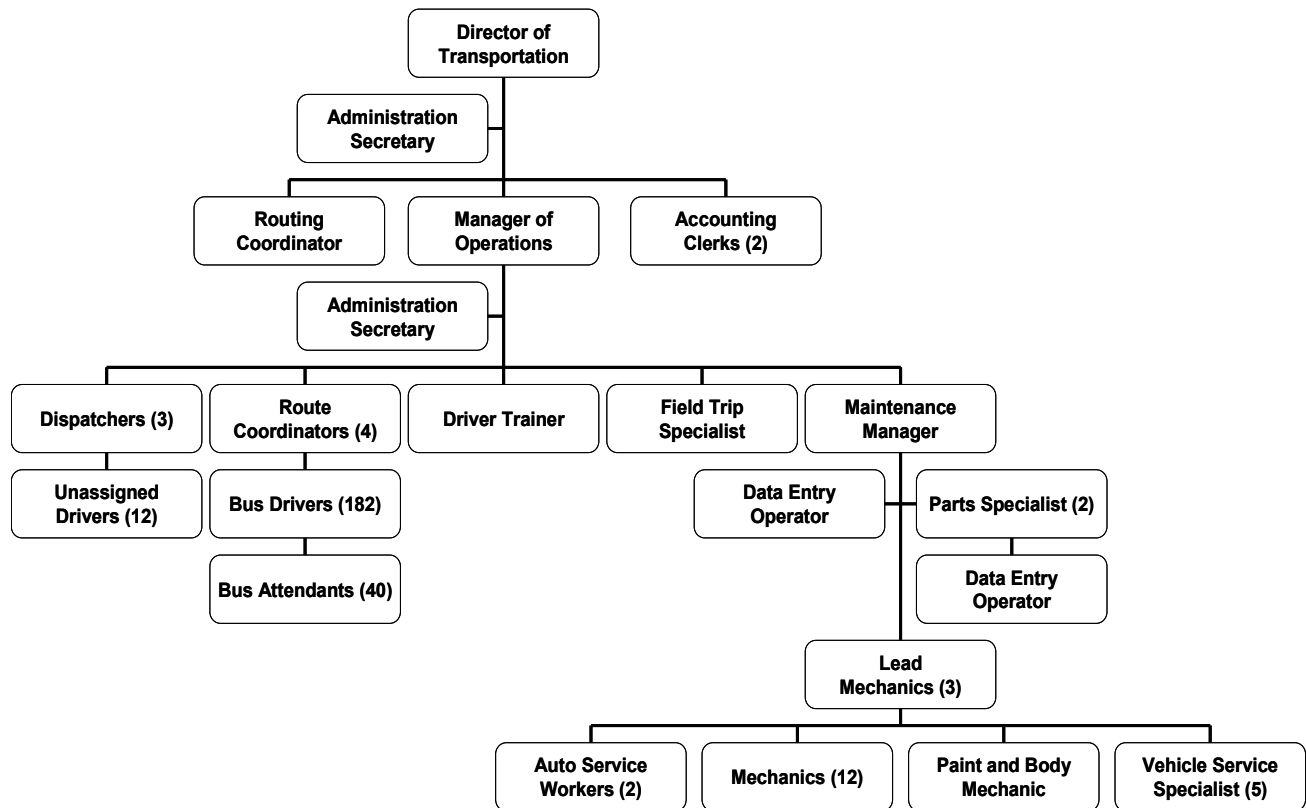 Director of
Transportation
Administration
Secretary
Routing
Coordinator
Manager of
Operations
Accounting
Clerks (2)
Administration
Secretary
Dispatchers (3)
Route
Coordinators (4)
Driver Trainer
Field Trip
Specialist
Maintenance
Manager
Unassigned
Drivers (12)
Bus Drivers (182)
Data Entry
Operator
Parts Specialist (2)
Bus Attendants (40)
Data Entry
Operator
Lead
Mechanics (3)
Auto Service
Workers (2)
Mechanics (12)
Paint and Body
Mechanic
Vehicle Service
Specialist (5)